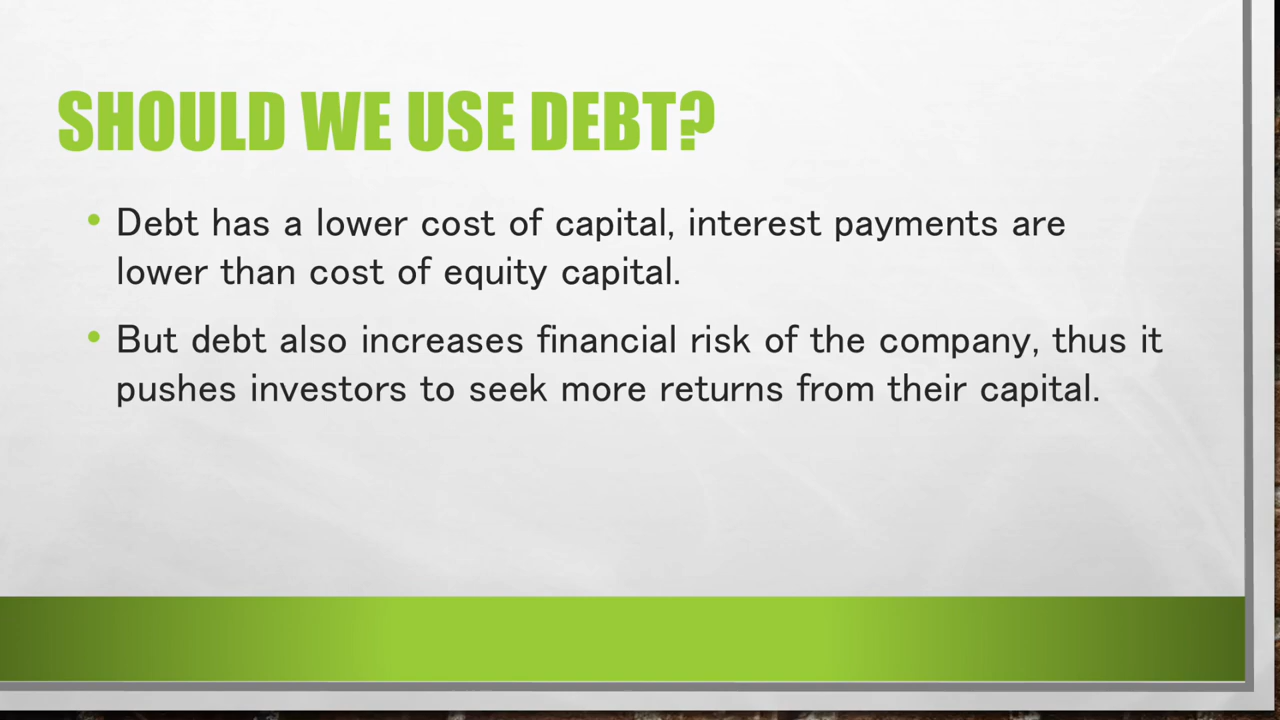 SHOULD WE USE DEBT?
• Debt has a lower cost of capital, interest payments are
lower than cost of equity capital.
• But debt also increases financial risk of the company, thus it
pushes investors to seek more returns from their capital.